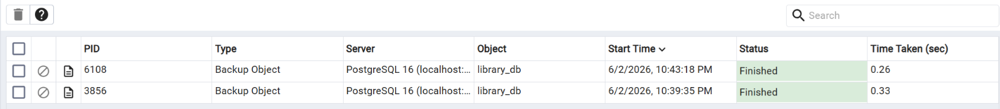 Search
PID Type Server Object Start Time Status Time Taken (sec)
6108 Backup Object PostgreSQL 16 (localhost:... library_db 6/2/2026, 10:43:18 PM Finished 0.26
3856 Backup Object PostgreSQL 16 (localhost:... library_db 6/2/2026, 10:39:35 PM Finished 0.33